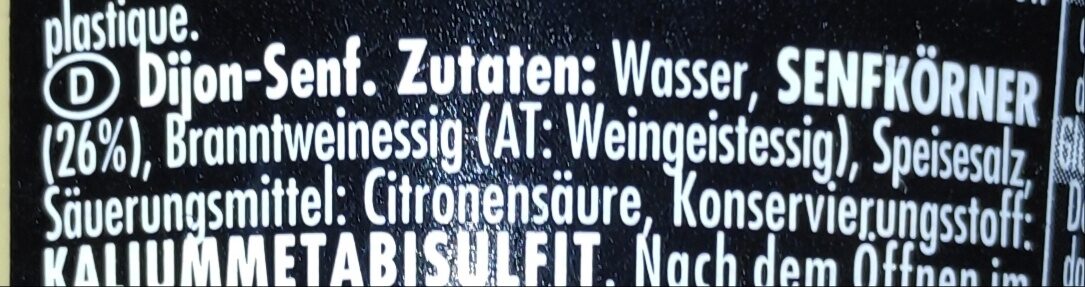 plastique.
D Dijon-Senf. Zutaten: Wasser, SENFKÖRNER
(26%), Branntweinessig (AT: Weingeistessig), Speisesalz,
Säuerungsmittel: Citronensäure, Konservierungsstoff:
KALIUMMETABISULFIT. Nach dem Öffnen im